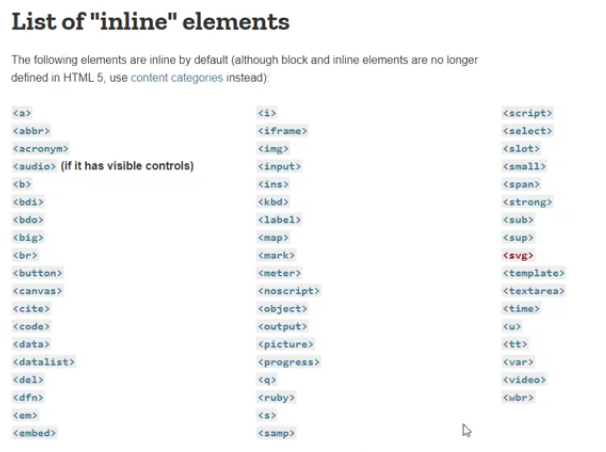 List of "inline" elements
The following elements are inline by default (although block and inline elements are no longer
defined in HTML 5, use content categories instead):
<a>
<abbr>
<acronym>
<audio> (if it has visible controls)
<b>
<bdi>
<bdo>
<big>
<br>
<button>
<canvas>
<cite>
<code>
<data>
<datalist>
<del>
<dfn>
<em>
<embed>
<i>
<iframe>
<img>
<input>
<ins>
<kbd>
<label>
<map>
<mark>
<meter>
<noscript>
<object>
<output>
<picture>
<progress>
<q>
<ruby>
<s>
<samp>
<script>
<select>
<slot>
<small>
<span>
<strong>
<sub>
<sup>
<svg>
<template>
<textarea>
<time>
<u>
<tt>
<var>
<video>
<wbr>